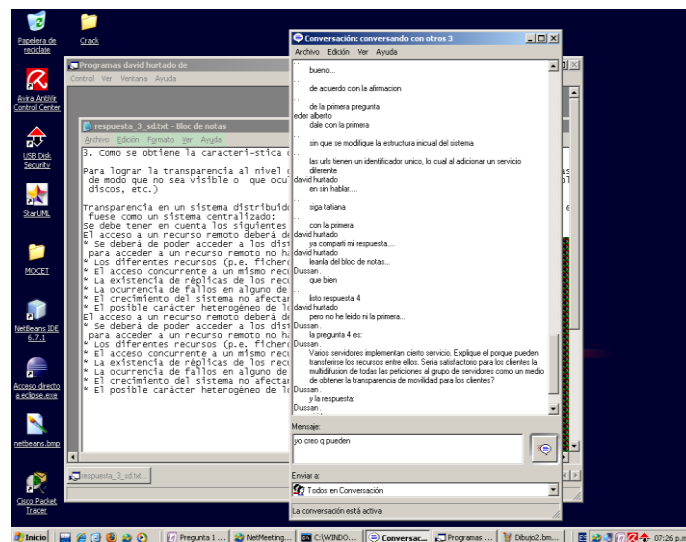 Papelera de
reciclaje
Crack
Avira AntiVir
Control Center
USB Disk
Security
StarUML
MOCET
NetBeans IDE
6.7.1
Acceso directo
a eclipse.exe
netbeans.bmp
Cisco Packet
Tracer
Programas david hurtado de
Control Ver Ventana Ayuda
respuesta_3_sd.txt - Bloc de notas
Archivo Edición Formato Ver Ayuda
3. Como se obtiene la caracterí-stica
Para lograr la transparencia al nivel
de modo que no sea visible o que ocul
discos, etc.)
Transparencia en un sistema distribuido
fuese como un sistema centralizado:
Se debe tener en cuenta los siguientes
El acceso a un recurso remoto deberá de
* Se deberá de poder acceder a los dist
para acceder a un recurso remoto no ha
* Los diferentes recursos (p.e. ficher
* El acceso concurrente a un mismo recu
* La existencia de réplicas de los recu
* La ocurrencia de fallos en alguno de
* El crecimiento del sistema no afectar
* El posible carácter heterogéneo de lo
El acceso a un recurso remoto deberá de
* Se deberá de poder acceder a los dist
para acceder a un recurso remoto no ha
* Los diferentes recursos (p.e. ficher
* El acceso concurrente a un mismo recu
* La existencia de réplicas de los recu
* La ocurrencia de fallos en alguno de
* El crecimiento del sistema no afectar
* El posible carácter heterogéneo de lo
respuesta_3_sd.txt
Conversación: conversando con otros 3
Archivo Edición Ver Ayuda
. .
bueno...
. .
de acuerdo con la afirmacion
. .
de la primera pregunta
eder alberto
dale con la primera
. .
sin que se modifique la estructura inicual del sistema
. .
las urls tienen un identificador unico, lo cual al adicionar un servicio
diferente
david hurtado
en sin hablar....
. .
siga tatiana
. .
con la primera
david hurtado
ya comparti mi respuesta....
david hurtado
leanla del bloc de notas...
Dussan .
que bien
. .
listo respuesta 4
david hurtado
pero no he leido ni la primera...
Dussan .
la pregunta 4 es:
Dussan .
Varios servidores implementan cierto servicio. Explique el porque pueden
transferirse los recursos entre ellos. Seria satisfactorio para los clientes la
multidifusion de todas las peticiones al grupo de servidores como un medio
de obtener la transparencia de movilidad para los clientes?
Dussan .
y la respuesta:
Dussan .
Mensaje:
yo creo q pueden
Enviar a:
Todos en Conversación
La conversación está activa
Inicio
Pregunta 1 ...
NetMeeting...
C:\WINDO...
Conversac...
Programas ...
Dibujo2.bm...
07:26 p.m